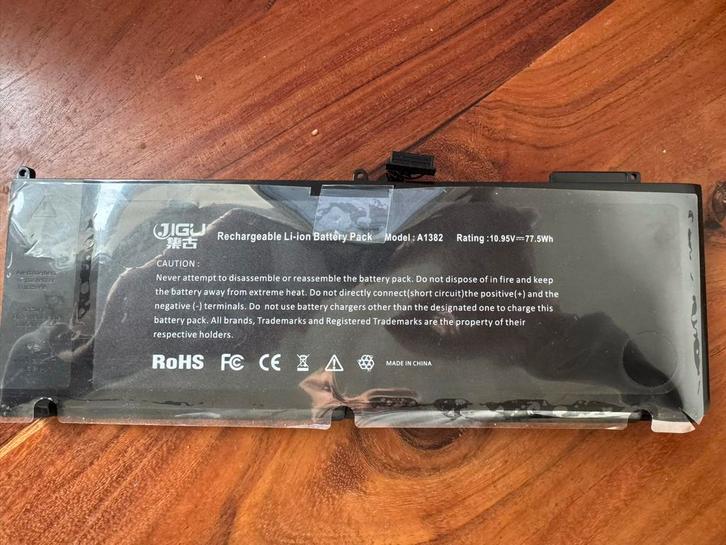 JIGU
集古
Rechargeable Li-ion Battery Pack Model : A1382 Rating :10.95V⎓77.5Wh
CAUTION :
Never attempt to disassemble or reassemble the battery pack. Do not dispose of in fire and keep
the battery away from extreme heat. Do not directly connect(short circuit)the positive(+) and the
negative (-) terminals. Do not use battery chargers other than the designated one to charge this
battery pack. All brands, Trademarks and Registered Trademarks are the property of their
respective holders.
RoHS FC CE MADE IN CHINA